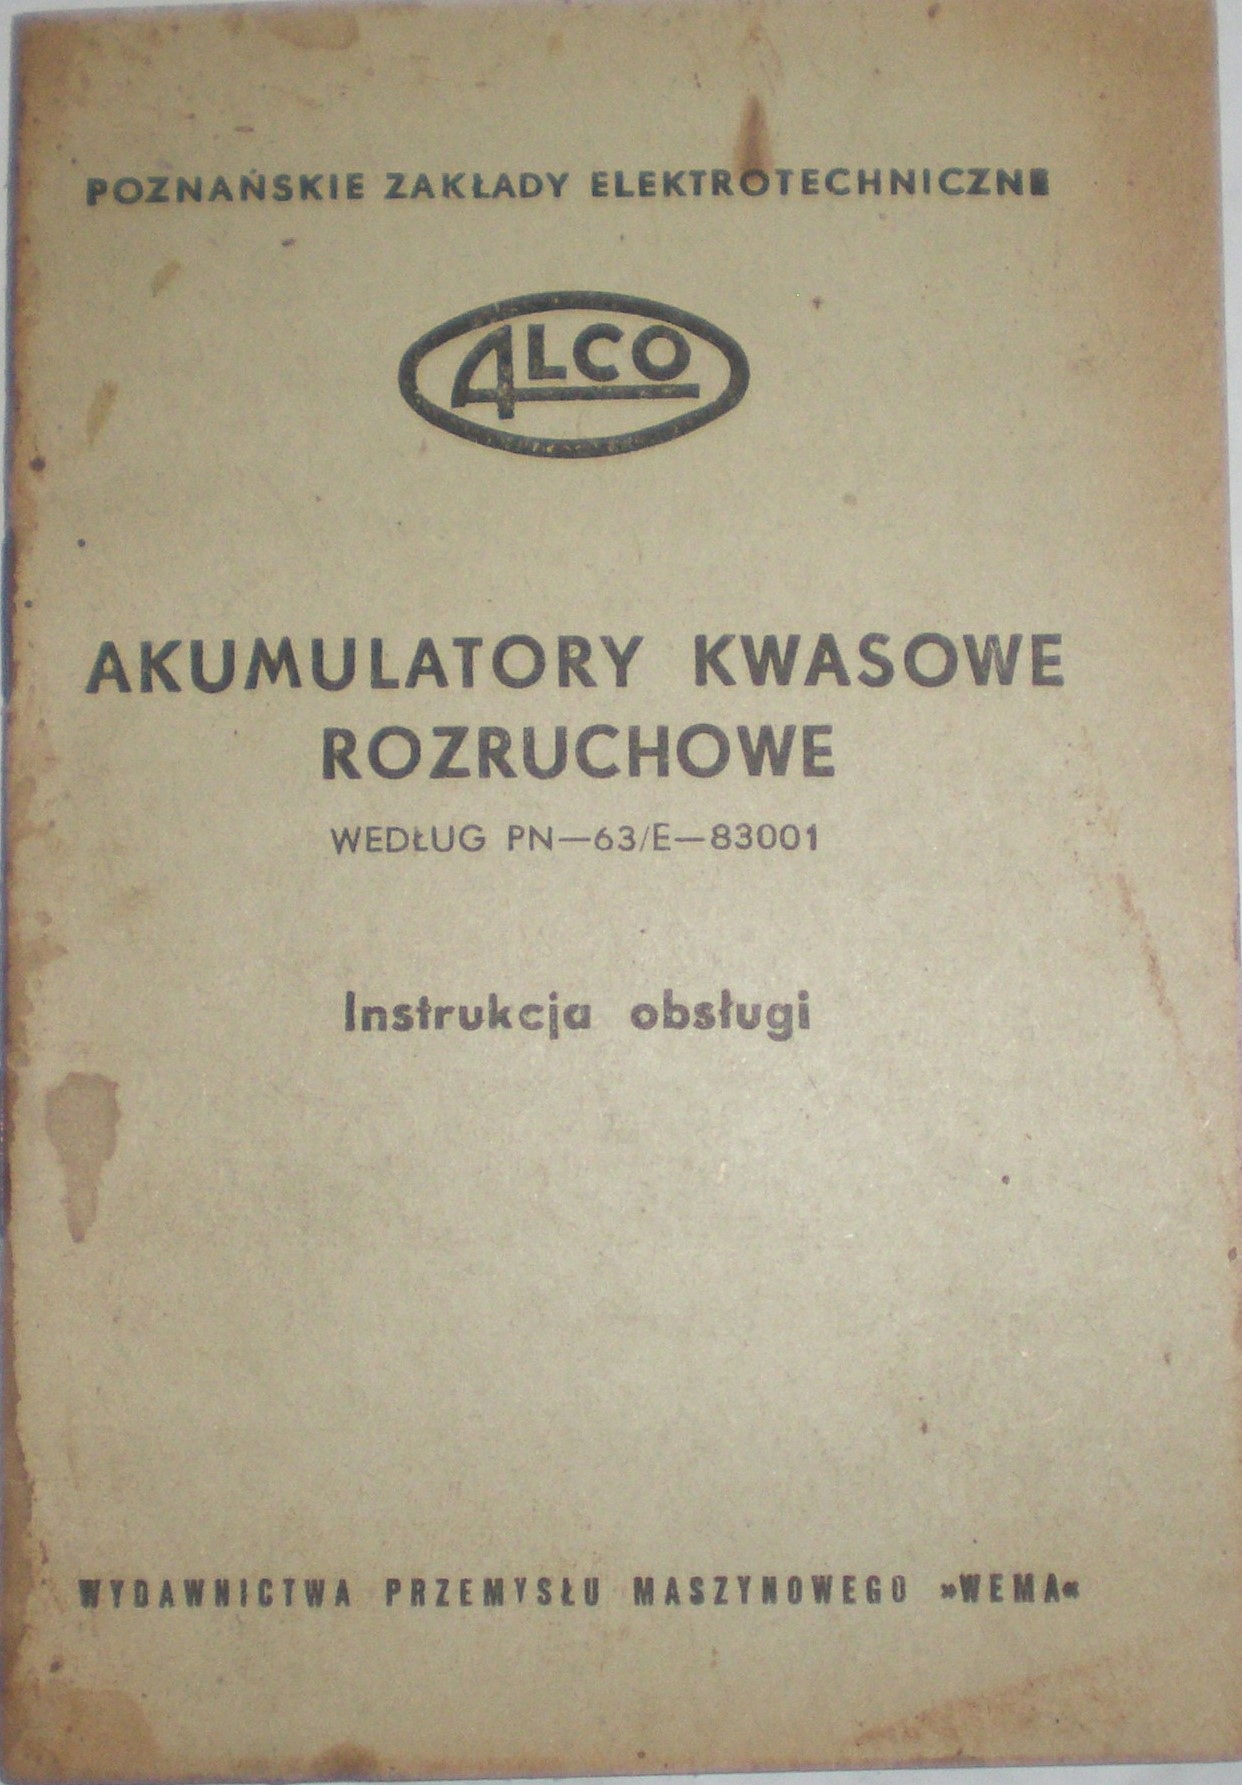 POZNAŃSKIE ZAKŁADY ELEKTROTECHNICZNE
ALCO
AKUMULATORY KWASOWE
ROZRUCHOWE
WEDŁUG PN—63/E—83001
Instrukcja obsługi
WYDAWNICTWA PRZEMYSŁU MASZYNOWEGO »WEMA«